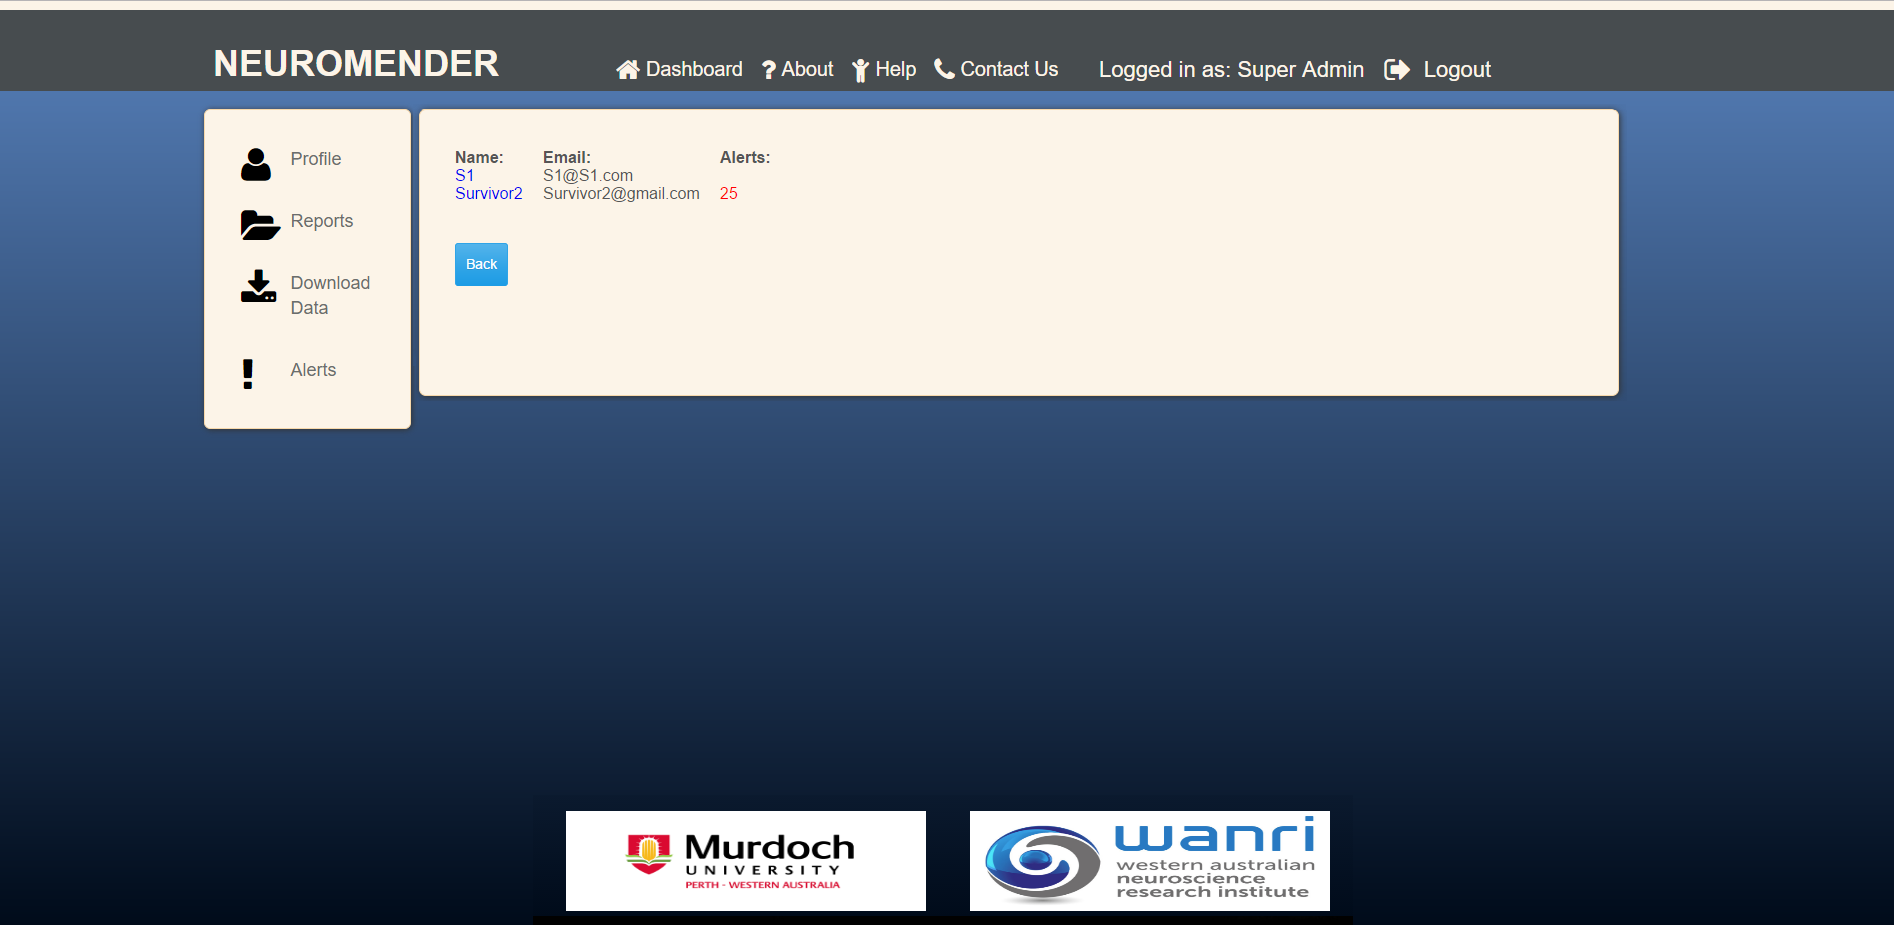 NEUROMENDER
Dashboard ? About Help Contact Us Logged in as: Super Admin Logout
Profile
Reports
Download
Data
! Alerts
Name: Email: Alerts:
S1 S1@S1.com
Survivor2 Survivor2@gmail.com 25
Back
Murdoch
UNIVERSITY
PERTH - WESTERN AUSTRALIA
wanri
western australian
neuroscience
research institute